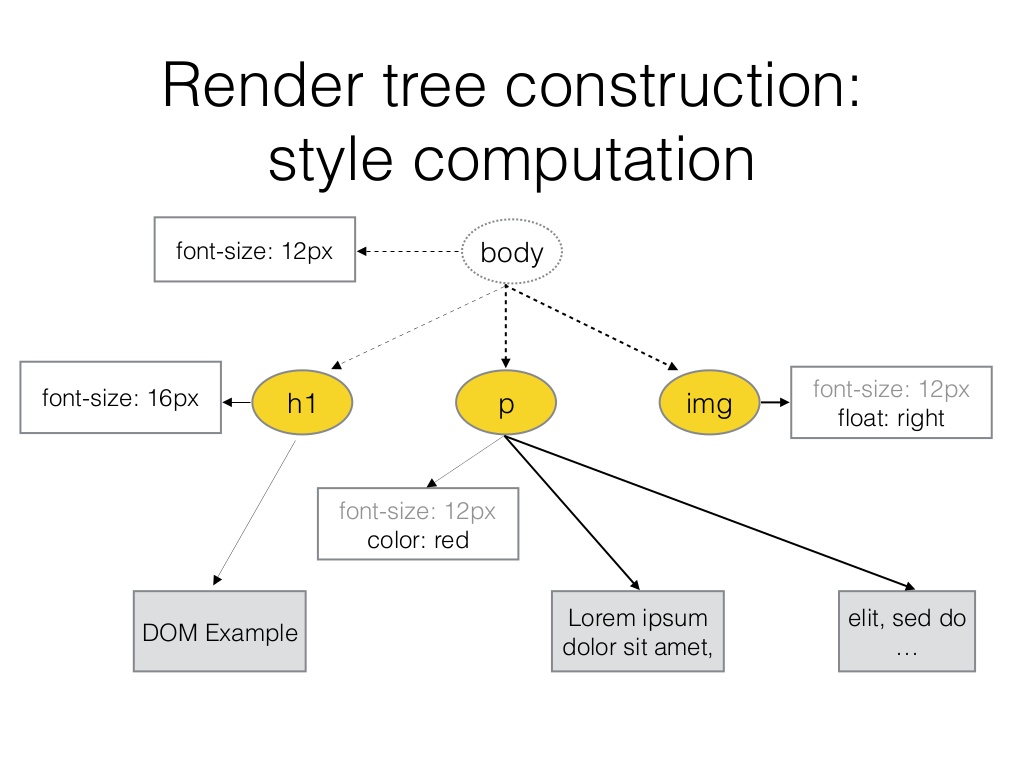 Render tree construction:
style computation
font-size: 12px
body
font-size: 16px
h1
p
img
font-size: 12px
float: right
font-size: 12px
color: red
DOM Example
Lorem ipsum
dolor sit amet,
elit, sed do
…